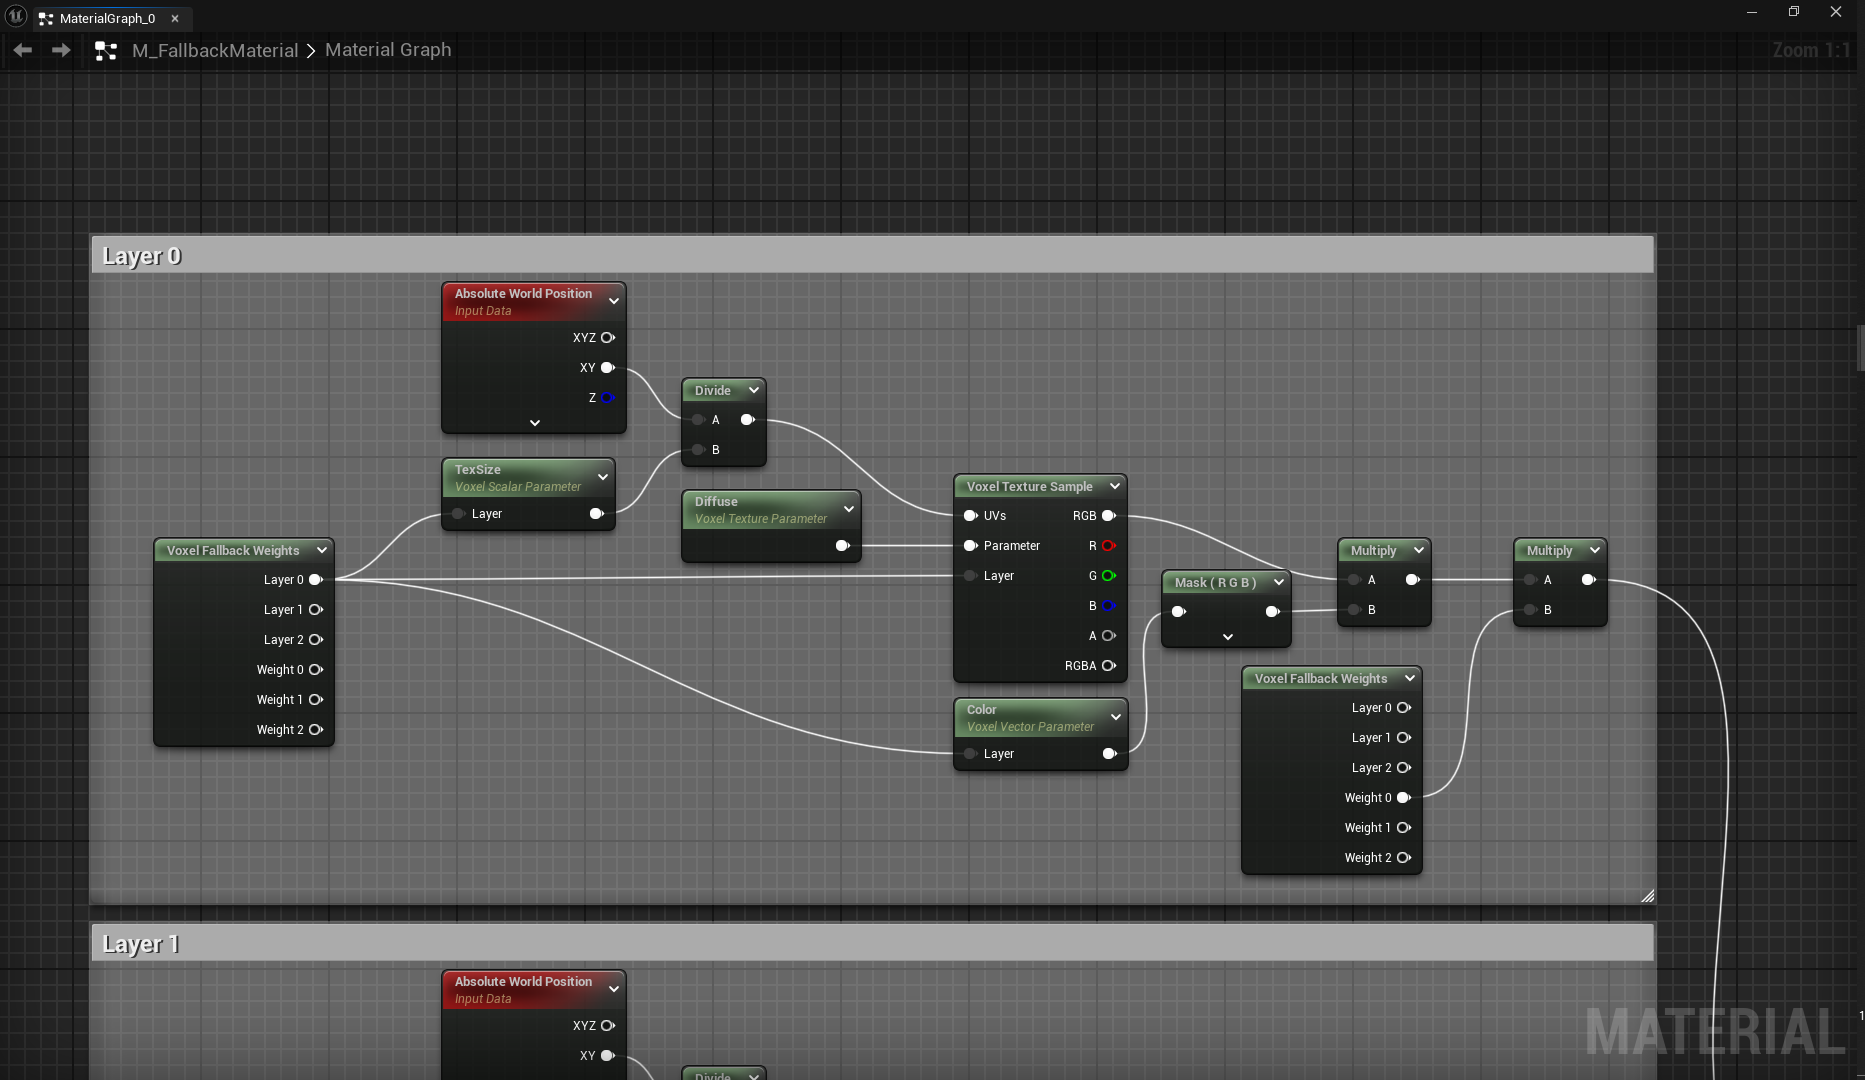 MaterialGraph_0
M_FallbackMaterial > Material Graph
Zoom 1:1
Layer 0
Absolute World Position
Input Data
XYZ
XY
Z
Divide
A
B
TexSize
Voxel Scalar Parameter
Layer
Diffuse
Voxel Texture Parameter
Voxel Fallback Weights
Layer 0
Layer 1
Layer 2
Weight 0
Weight 1
Weight 2
Voxel Texture Sample
UVs RGB
Parameter R
Layer G
B
A
RGBA
Mask ( R G B )
Color
Voxel Vector Parameter
Layer
Multiply
A
B
Multiply
A
B
Voxel Fallback Weights
Layer 0
Layer 1
Layer 2
Weight 0
Weight 1
Weight 2
Layer 1
Absolute World Position
Input Data
XYZ
XY
Divide
MATERIAL
1